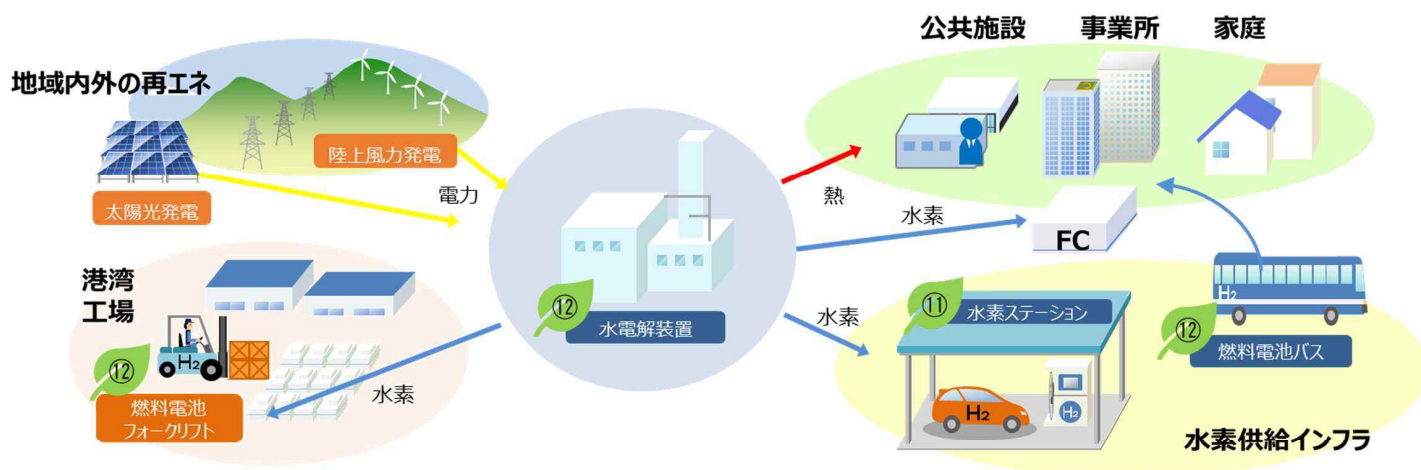 地域内外の再エネ
陸上風力発電
太陽光発電
電力
港湾
工場
H2
⑫
燃料電池
フォークリフト
水素
⑫
水電解装置
公共施設
事業所
家庭
熱
水素
FC
水素
⑪
水素ステーション
H2
H2
H2
⑫
燃料電池バス
水素供給インフラ